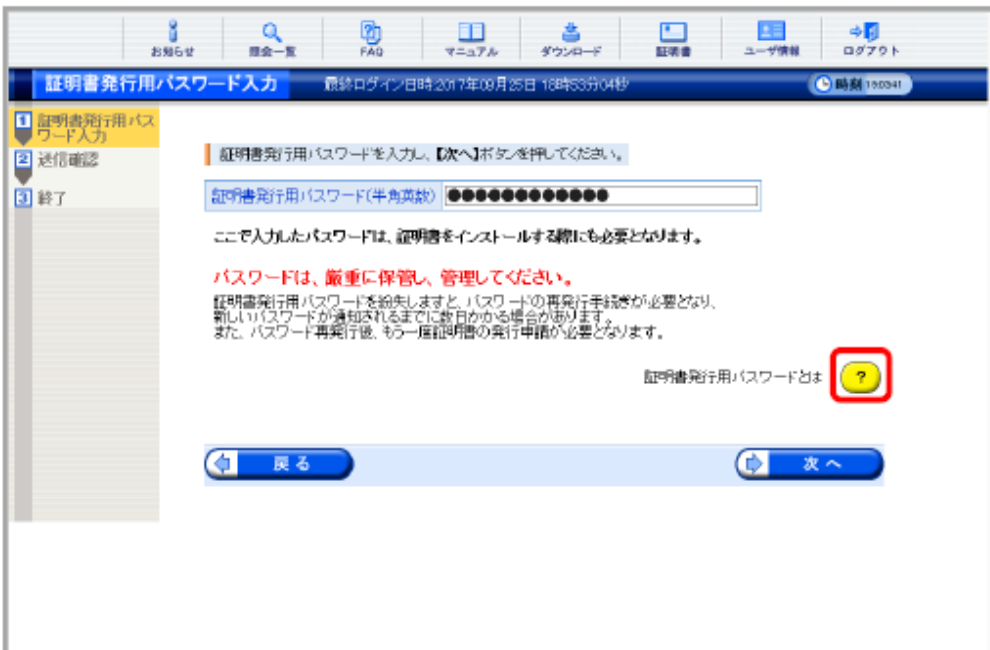 お知らせ
照会一覧
FAQ
マニュアル
ダウンロード
証明書
ユーザ情報
ログアウト
証明書発行用パスワード入力
最終ログイン日時:2017年09月25日 18時53分04秒
時刻 19:03:41
1 証明書発行用パス
ワード入力
2 送信確認
3 終了
証明書発行用パスワードを入力し、【次へ】ボタンを押してください。
証明書発行用パスワード(半角英数) ●●●●●●●●●●●●
ここで入力したパスワードは、証明書をインストールする際にも必要となります。
パスワードは、厳重に保管し、管理してください。
証明書発行用パスワードを紛失しますと、パスワードの再発行手続きが必要となり、
新しいパスワードが通知されるまでに数日かかる場合があります。
また、パスワード再発行後、もう一度証明書の発行申請が必要となります。
証明書発行用パスワードとは ?
戻る
次へ